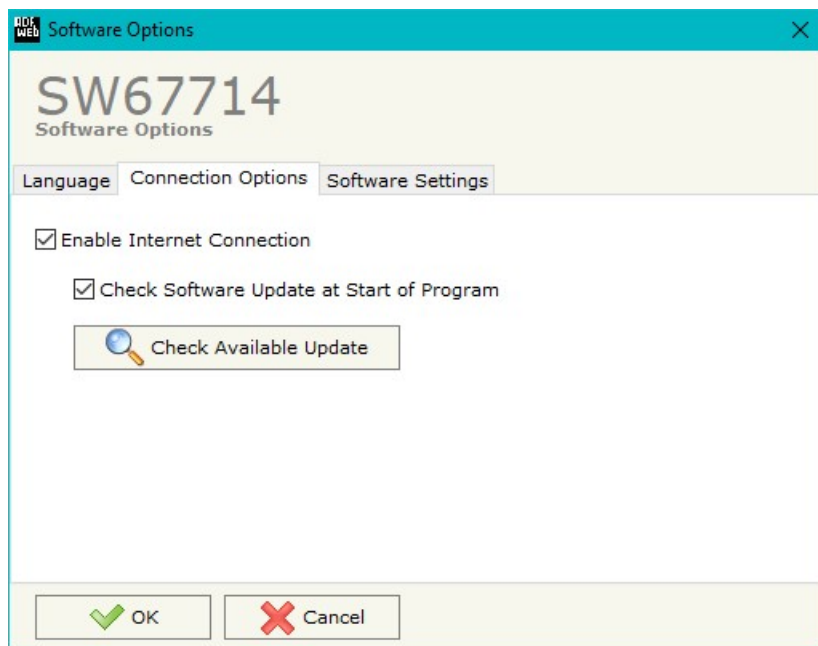 ADF
WEB
Software Options
SW67714
Software Options
Language
Connection Options
Software Settings
Enable Internet Connection
Check Software Update at Start of Program
Check Available Update
OK
Cancel